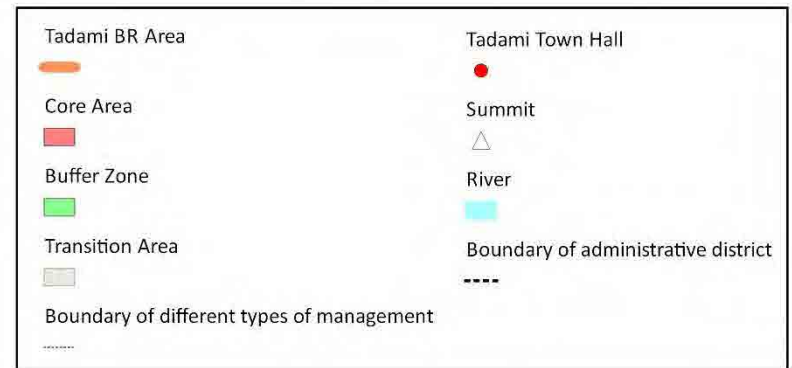 Tadami BR Area
Core Area
Buffer Zone
Transition Area
Boundary of different types of management
Tadami Town Hall
Summit
River
Boundary of administrative district